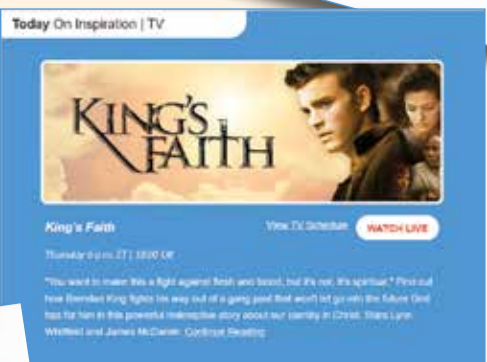 Today On Inspiration | TV
KING'S
FAITH
King's Faith
View TV Schedule
WATCH LIVE
Thursday
"You want to make this a fight against flesh and blood, but it's not. It's spiritual." Find out
how Brendan King fights his way out of a gang past that won't let go into the future God
has for him in this powerful redemptive story about our identity in Christ. Stars Lynn
Whitfield and James McDaniel. Continue Reading